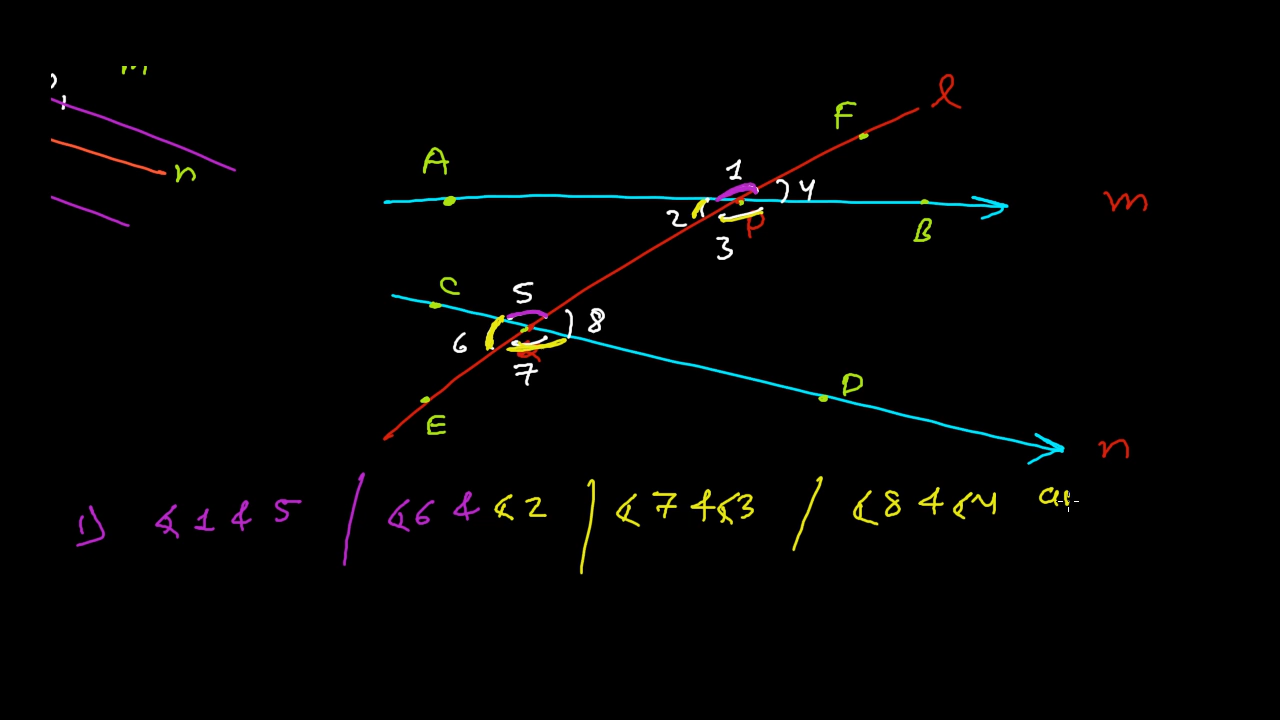 m
l
F
n
A
1
4
m
2
P
B
3
C
5
8
6
7
D
E
n
1) ∡1 & 5 / ∡6 & ∡2 / ∡7 & ∡3 / ∡8 & ∡4